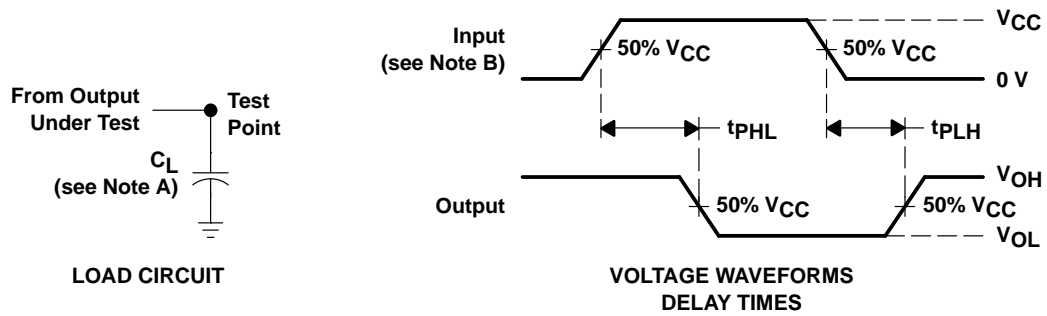 From Output
Under Test
Test
Point
CL
(see Note A)
LOAD CIRCUIT
Input
(see Note B)
50% VCC
50% VCC
VCC
0 V
tPHL
tPLH
Output
50% VCC
50% VCC
VOH
VOL
VOLTAGE WAVEFORMS
DELAY TIMES